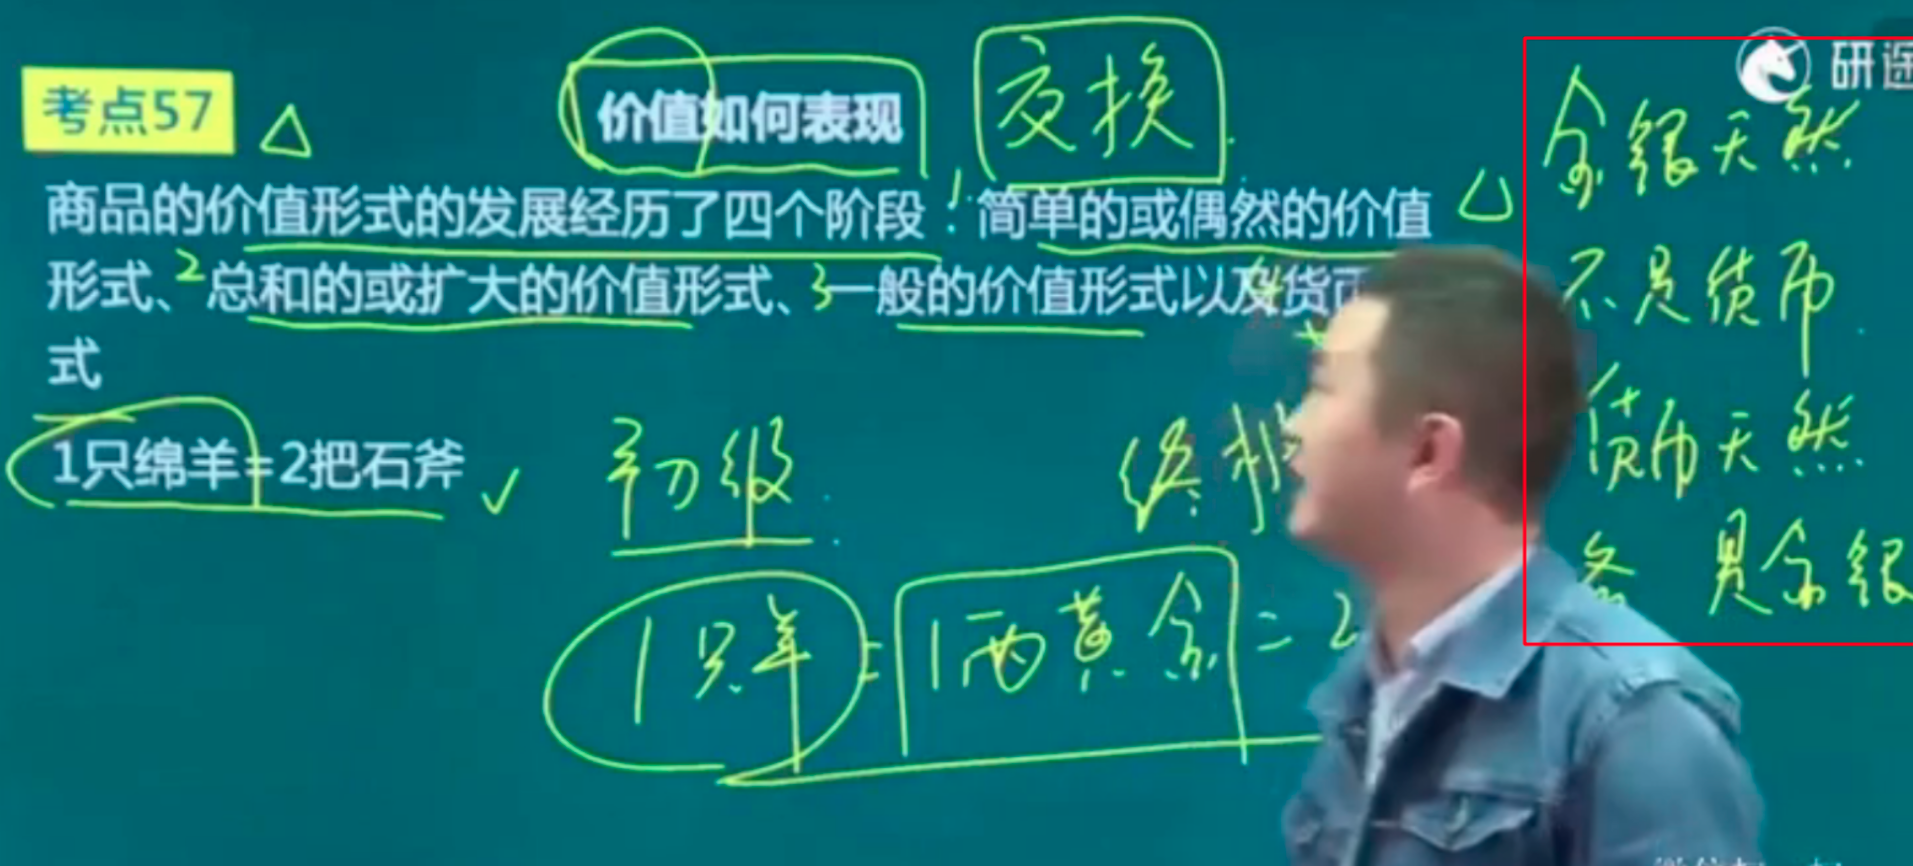 研途
考点57
价值如何表现
交换
商品的价值形式的发展经历了四个阶段:1简单的或偶然的价值
形式、2总和的或扩大的价值形式、3一般的价值形式以及货币
式
1只绵羊=2把石斧
初级
终极
1只羊=1两黄金=2
金银天然
不是货币
货币天然
是金银